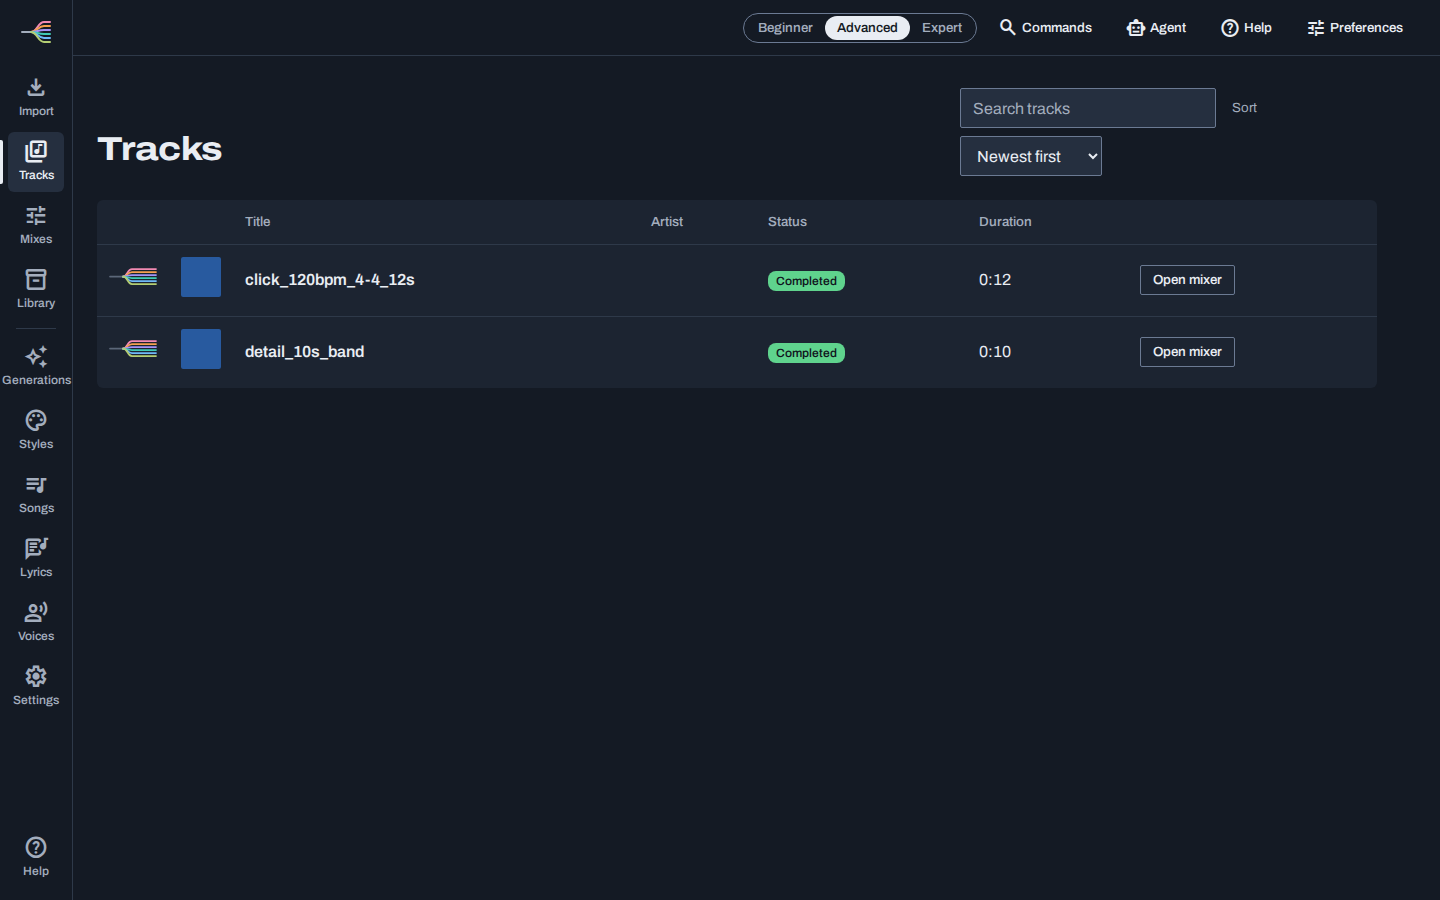 Beginner Advanced Expert Commands Agent Help Preferences
Import
Tracks
Mixes
Library
Generations
Styles
Songs
Lyrics
Voices
Settings
Help
Tracks
Search tracks Sort
Newest first
Title Artist Status Duration
click_120bpm_4-4_12s Completed 0:12 Open mixer
detail_10s_band Completed 0:10 Open mixer